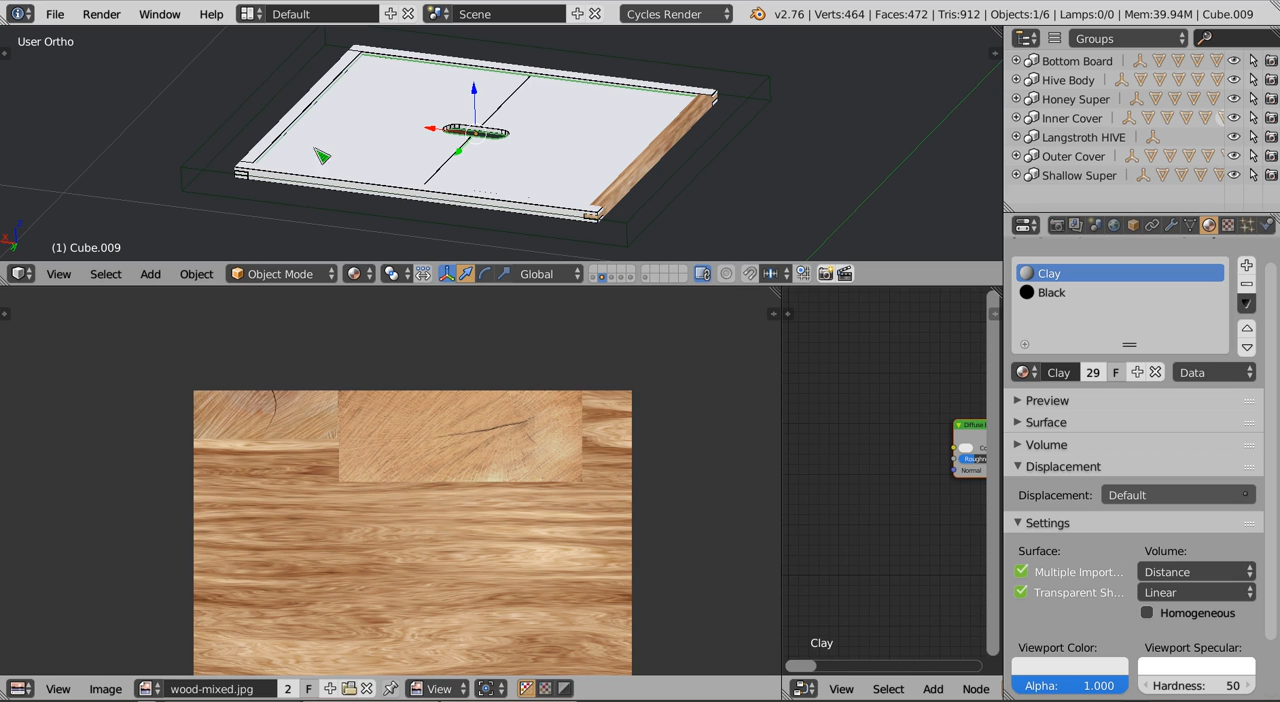 File Render Window Help Default Scene Cycles Render v2.76 | Verts:464 | Faces:472 | Tris:912 | Objects:1/6 | Lamps:0/0 | Mem:39.94M | Cube.009
User Ortho
Groups
Bottom Board
Hive Body
Honey Super
Inner Cover
Langstroth HIVE
Outer Cover
Shallow Super
(1) Cube.009
View Select Add Object Object Mode Global
Clay
Black
Clay 29 F Data
Preview
Surface
Volume
Displacement
Displacement: Default
Settings
Surface: Volume:
Multiple Import... Distance
Transparent Sh... Linear
Homogeneous
Viewport Color: Viewport Specular:
Alpha: 1.000 Hardness: 50
Diffuse
Roughn
Normal
Clay
View Image wood-mixed.jpg 2 F View
View Select Add Node